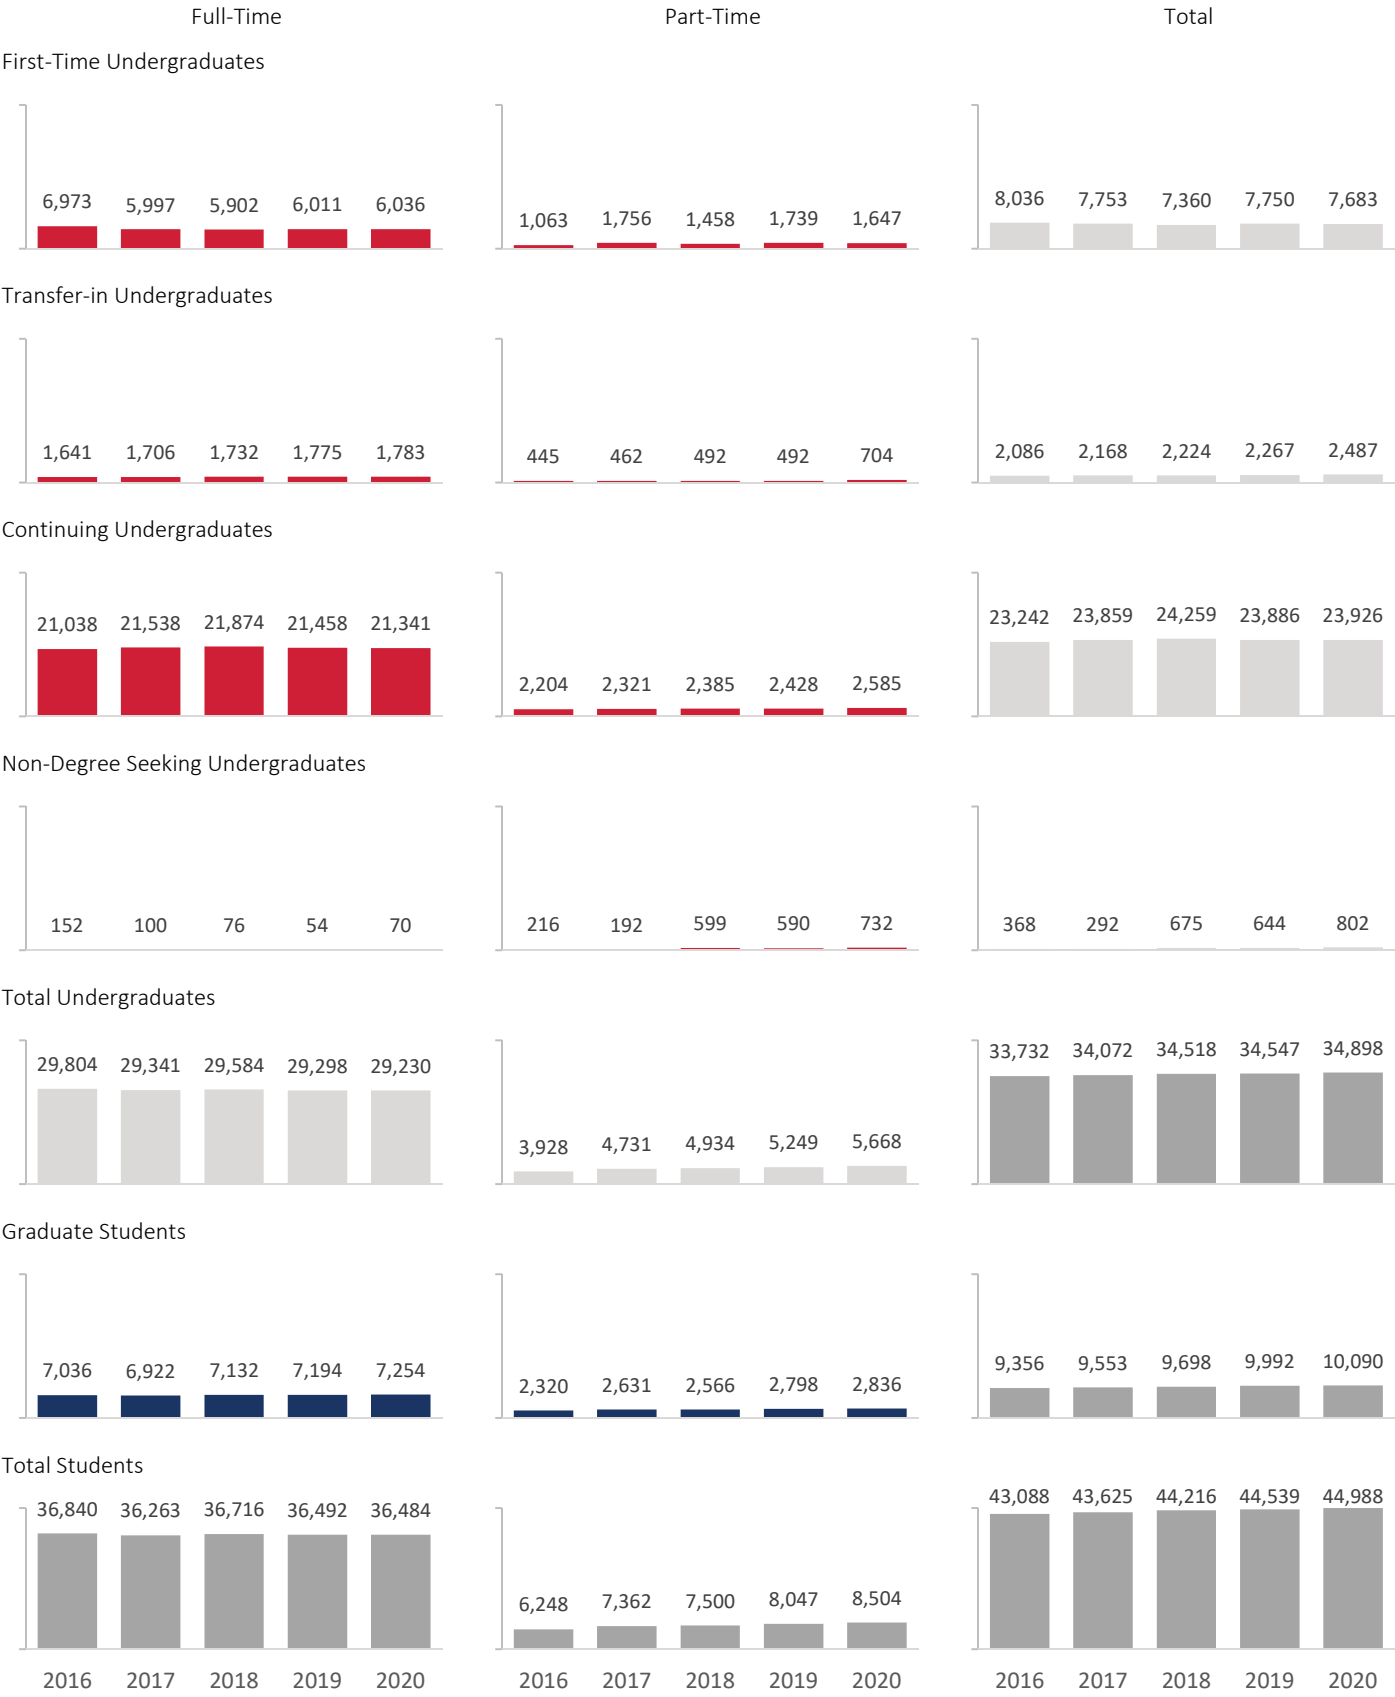 Full-Time Part-Time Total
First-Time Undergraduates
6,973 5,997 5,902 6,011 6,036 1,063 1,756 1,458 1,739 1,647 8,036 7,753 7,360 7,750 7,683
Transfer-in Undergraduates
1,641 1,706 1,732 1,775 1,783 445 462 492 492 704 2,086 2,168 2,224 2,267 2,487
Continuing Undergraduates
21,038 21,538 21,874 21,458 21,341 2,204 2,321 2,385 2,428 2,585 23,242 23,859 24,259 23,886 23,926
Non-Degree Seeking Undergraduates
152 100 76 54 70 216 192 599 590 732 368 292 675 644 802
Total Undergraduates
29,804 29,341 29,584 29,298 29,230 3,928 4,731 4,934 5,249 5,668 33,732 34,072 34,518 34,547 34,898
Graduate Students
7,036 6,922 7,132 7,194 7,254 2,320 2,631 2,566 2,798 2,836 9,356 9,553 9,698 9,992 10,090
Total Students
36,840 36,263 36,716 36,492 36,484 6,248 7,362 7,500 8,047 8,504 43,088 43,625 44,216 44,539 44,988
2016 2017 2018 2019 2020 2016 2017 2018 2019 2020 2016 2017 2018 2019 2020